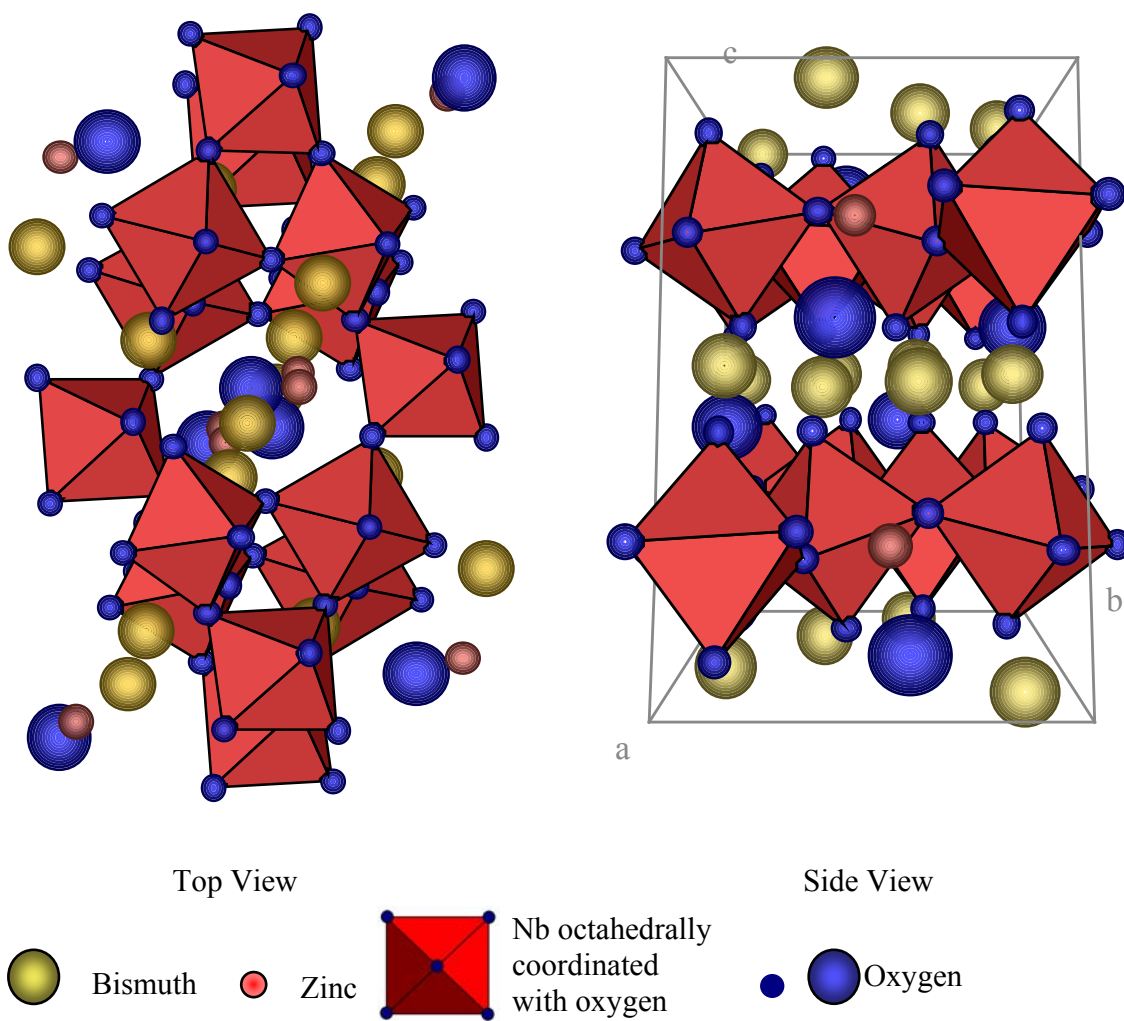 c
b
a
Top View
Side View
Bismuth
Zinc
Nb octahedrally
coordinated
with oxygen
Oxygen